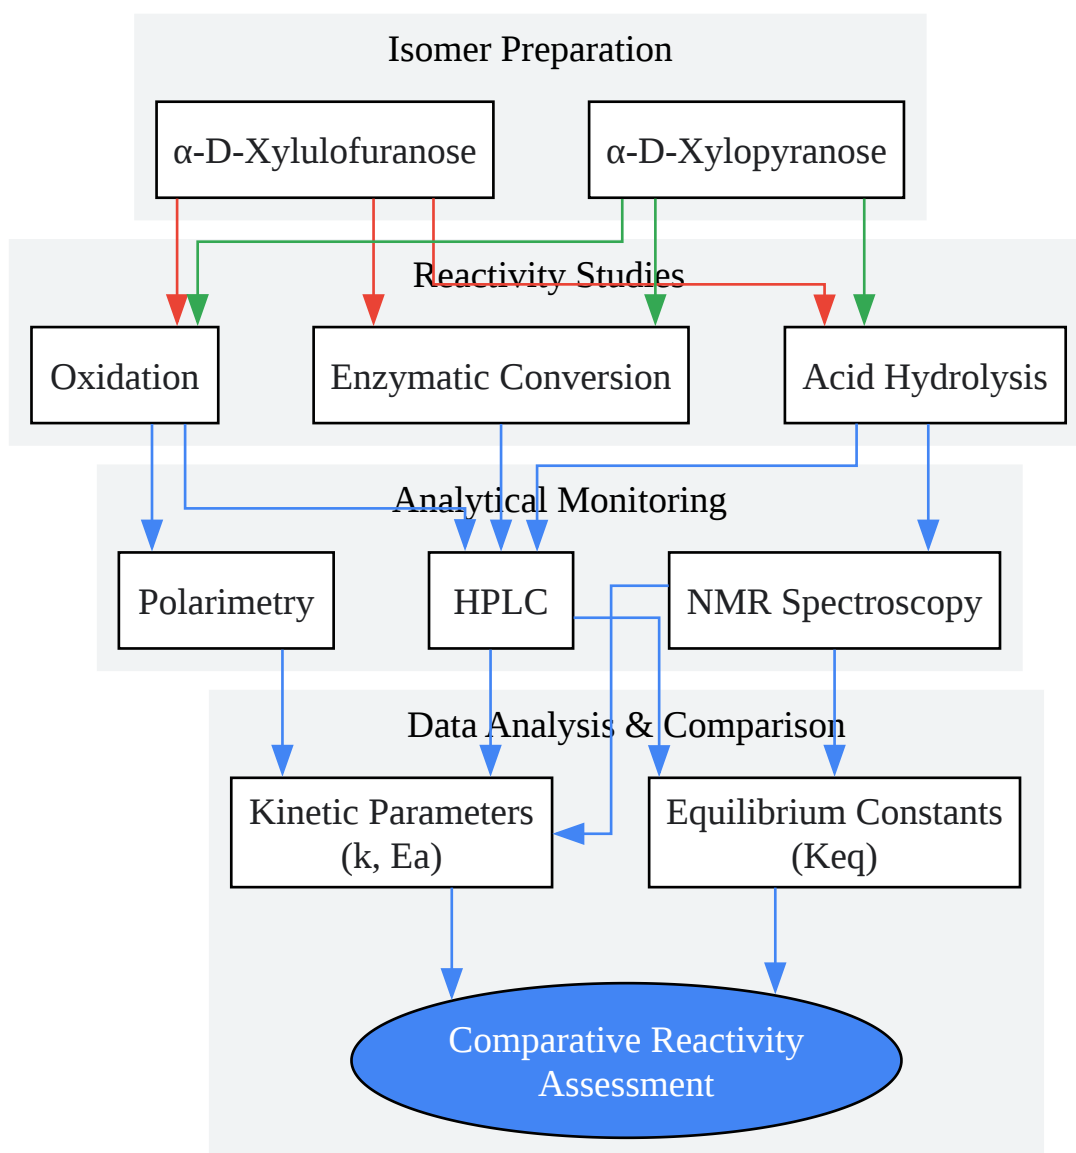 Isomer Preparation
α-D-Xylulofuranose
α-D-Xylopyranose
Reactivity Studies
Oxidation
Enzymatic Conversion
Acid Hydrolysis
Analytical Monitoring
Polarimetry
HPLC
NMR Spectroscopy
Data Analysis & Comparison
Kinetic Parameters
(k, Ea)
Equilibrium Constants
(Keq)
Comparative Reactivity
Assessment